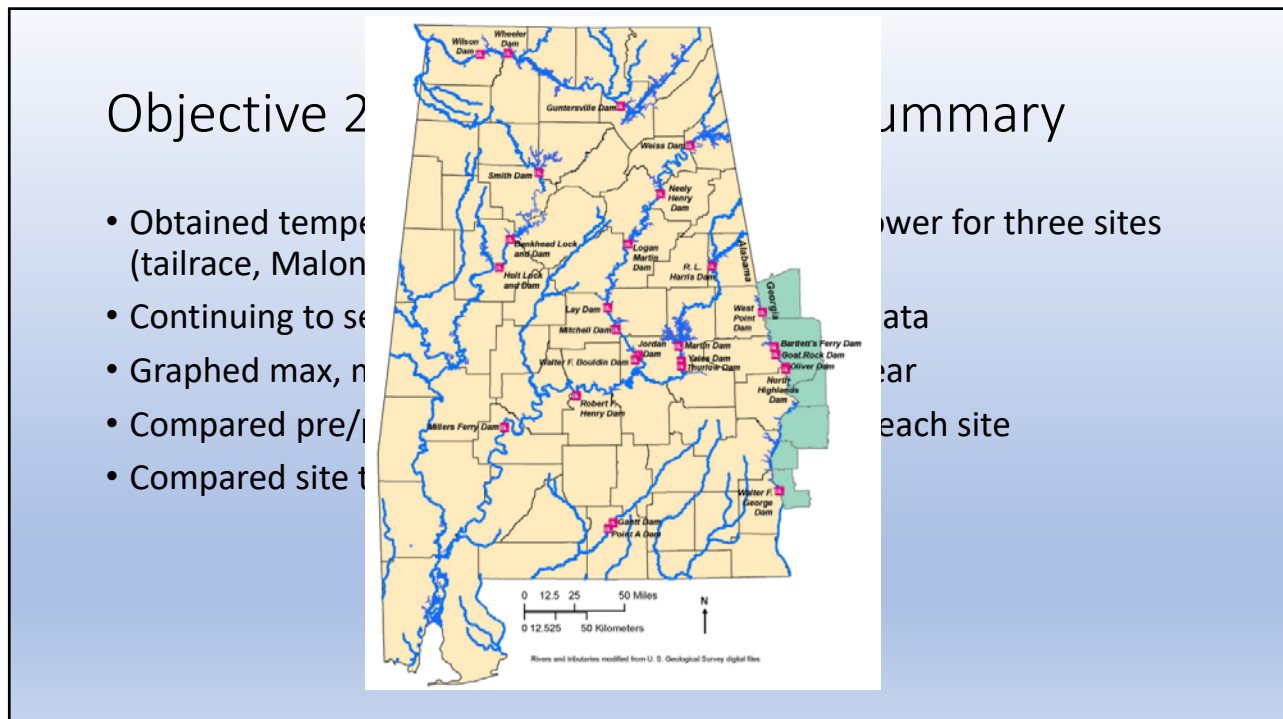 Objective 2 ummary
• Obtained tempe ower for three sites
(tailrace, Malon
• Continuing to se ata
• Graphed max, m ear
• Compared pre/p each site
• Compared site t
Wilson
Dam
Wheeler
Dam
Guntersville Dam
Weiss Dam
Smith Dam
Neely
Henry
Dam
Bankhead Lock
and Dam
Holt Lock
and Dam
Logan
Martin
Dam
R. L.
Harris Dam
Alabama
Georgia
West
Point
Dam
Lay Dam
Mitchell Dam
Jordan
Dam
Walter F. Bouldin Dam
Martin Dam
Yates Dam
Thurlow Dam
Bartlett's Ferry Dam
Goat Rock Dam
Oliver Dam
North
Highlands
Dam
Robert F.
Henry Dam
Millers Ferry Dam
Walter F.
George
Dam
Gantt Dam
Point A Dam
0 12.5 25 50 Miles
0 12.525 50 Kilometers
N
Rivers and tributaries modified from U. S. Geological Survey digital files